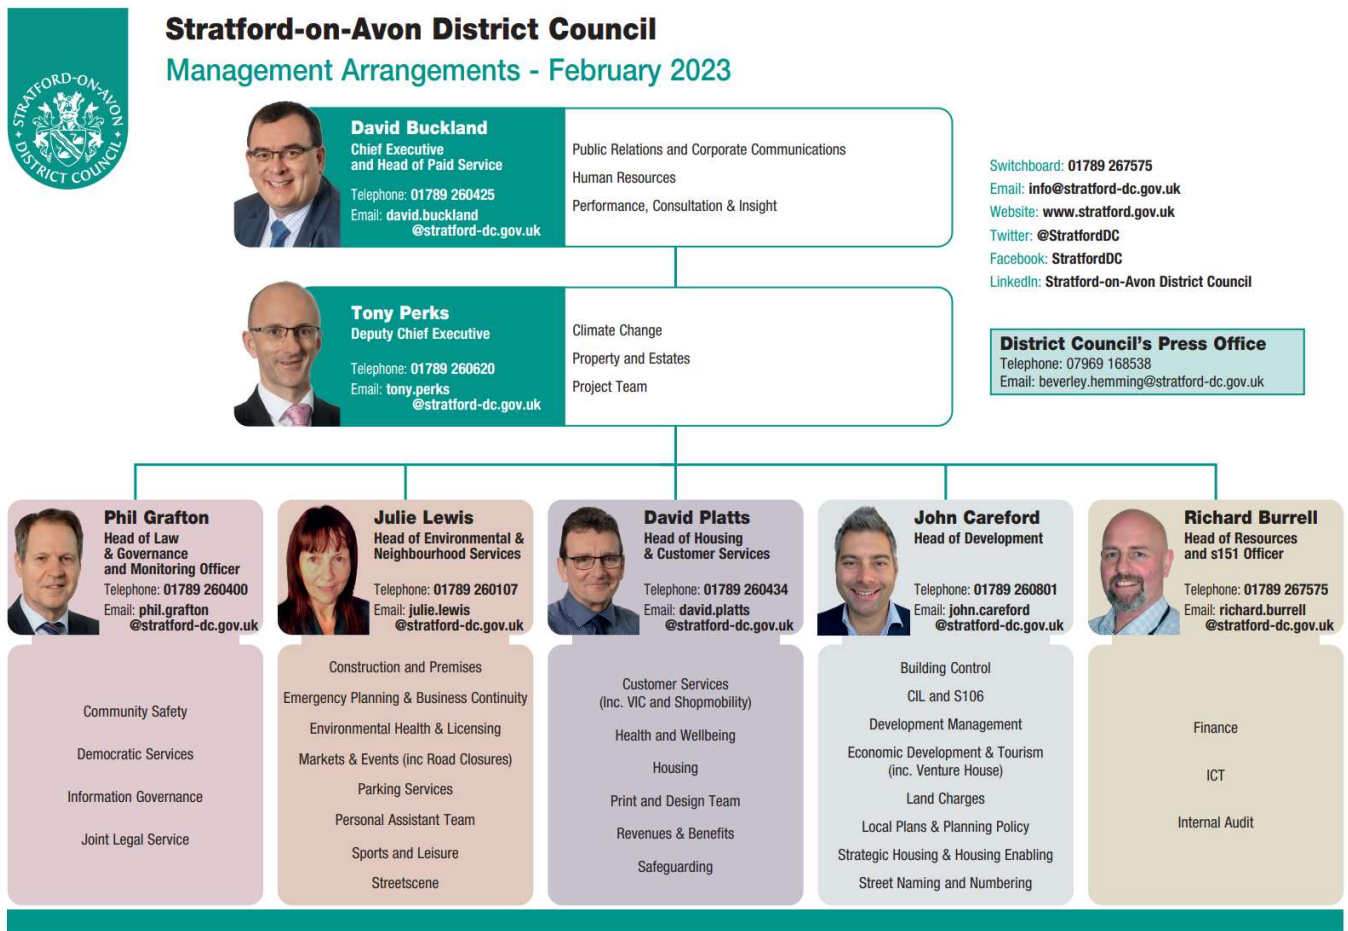 STRATFORD-ON-AVON
DISTRICT COUNCIL
Stratford-on-Avon District Council
Management Arrangements - February 2023
David Buckland
Chief Executive
and Head of Paid Service
Telephone: 01789 260425
Email: david.buckland
@stratford-dc.gov.uk
Public Relations and Corporate Communications
Human Resources
Performance, Consultation & Insight
Switchboard: 01789 267575
Email: info@stratford-dc.gov.uk
Website: www.stratford.gov.uk
Twitter: @StratfordDC
Facebook: StratfordDC
LinkedIn: Stratford-on-Avon District Council
Tony Perks
Deputy Chief Executive
Telephone: 01789 260620
Email: tony.perks
@stratford-dc.gov.uk
Climate Change
Property and Estates
Project Team
District Council's Press Office
Telephone: 07969 168538
Email: beverley.hemming@stratford-dc.gov.uk
Phil Grafton
Head of Law
& Governance
and Monitoring Officer
Telephone: 01789 260400
Email: phil.grafton
@stratford-dc.gov.uk
Community Safety
Democratic Services
Information Governance
Joint Legal Service
Julie Lewis
Head of Environmental &
Neighbourhood Services
Telephone: 01789 260107
Email: julie.lewis
@stratford-dc.gov.uk
Construction and Premises
Emergency Planning & Business Continuity
Environmental Health & Licensing
Markets & Events (inc Road Closures)
Parking Services
Personal Assistant Team
Sports and Leisure
Streetscene
David Platts
Head of Housing
& Customer Services
Telephone: 01789 260434
Email: david.platts
@stratford-dc.gov.uk
Customer Services
(Inc. VIC and Shopmobility)
Health and Wellbeing
Housing
Print and Design Team
Revenues & Benefits
Safeguarding
John Careford
Head of Development
Telephone: 01789 260801
Email: john.careford
@stratford-dc.gov.uk
Building Control
CIL and S106
Development Management
Economic Development & Tourism
(inc. Venture House)
Land Charges
Local Plans & Planning Policy
Strategic Housing & Housing Enabling
Street Naming and Numbering
Richard Burrell
Head of Resources
and s151 Officer
Telephone: 01789 267575
Email: richard.burrell
@stratford-dc.gov.uk
Finance
ICT
Internal Audit